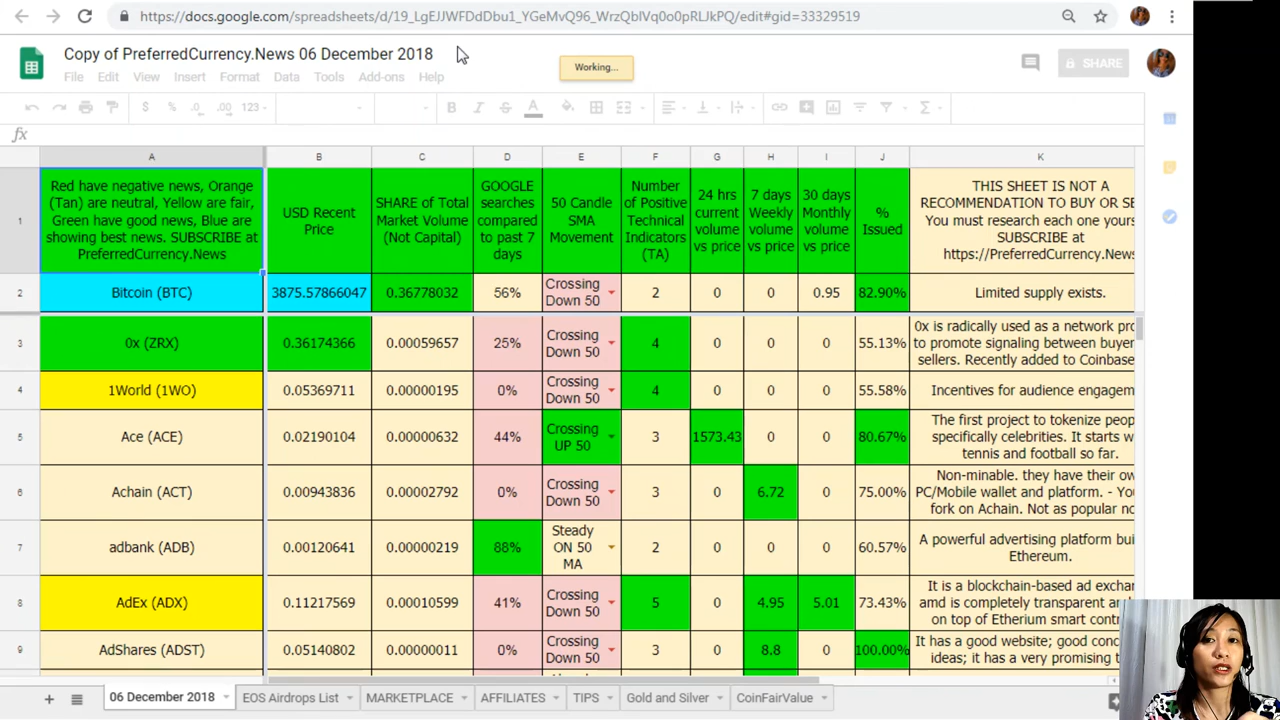 https://docs.google.com/spreadsheets/d/19_LgEJJWFDdDbu1_YGeMvQ96_WrzQblVq0o0pRLJkPQ/edit#gid=33329519
Copy of PreferredCurrency.News 06 December 2018
Working...
SHARE
File Edit View Insert Format Data Tools Add-ons Help
$ % .0 .00 123 B I A
fx
A B C D E F G H I J K
1
Red have negative news, Orange
(Tan) are neutral, Yellow are fair,
Green have good news, Blue are
showing best news. SUBSCRIBE at
PreferredCurrency.News
USD Recent
Price
SHARE of Total
Market Volume
(Not Capital)
GOOGLE
searches
compared
to past 7
days
50 Candle
SMA
Movement
Number
of Positive
Technical
Indicators
(TA)
24 hrs
current
volume
vs price
7 days
Weekly
volume
vs price
30 days
Monthly
volume
vs price
%
Issued
THIS SHEET IS NOT A
RECOMMENDATION TO BUY OR SE
You must research each one yours
SUBSCRIBE at
https://PreferredCurrency.News
2 Bitcoin (BTC) 3875.57866047 0.36778032 56%
Crossing
Down 50
2 0 0 0.95 82.90% Limited supply exists.
3 0x (ZRX) 0.36174366 0.00059657 25%
Crossing
Down 50
4 0 0 0 55.13%
0x is radically used as a network pro
to promote signaling between buyer
sellers. Recently added to Coinbase
4 1World (1WO) 0.05369711 0.00000195 0%
Crossing
Down 50
4 0 0 0 55.58% Incentives for audience engagem
5 Ace (ACE) 0.02190104 0.00000632 44%
Crossing
UP 50
3 1573.43 0 0 80.67%
The first project to tokenize peop
specifically celebrities. It starts w
tennis and football so far.
6 Achain (ACT) 0.00943836 0.00002792 0%
Crossing
Down 50
3 0 6.72 0 75.00%
Non-minable. they have their ow
PC/Mobile wallet and platform. - You
fork on Achain. Not as popular no
7 adbank (ADB) 0.00120641 0.00000219 88%
Steady
ON 50
MA
2 0 0 0 60.57%
A powerful advertising platform bui
Ethereum.
8 AdEx (ADX) 0.11217569 0.00010599 41%
Crossing
Down 50
5 0 4.95 5.01 73.43%
It is a blockchain-based ad exchan
amd is completely transparent an
on top of Etherium smart contr
9 AdShares (ADST) 0.05140802 0.00000011 0%
Crossing
Down 50
3 0 8.8 0 100.00%
It has a good website; good conc
ideas; it has a very promising t
06 December 2018 EOS Airdrops List MARKETPLACE AFFILIATES TIPS Gold and Silver CoinFairValue